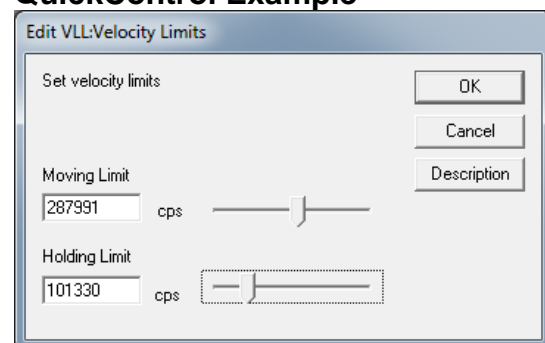 QuickControl Example
Edit VLL:Velocity Limits
Set velocity limits
OK
Cancel
Description
Moving Limit
287991 cps
Holding Limit
101330 cps